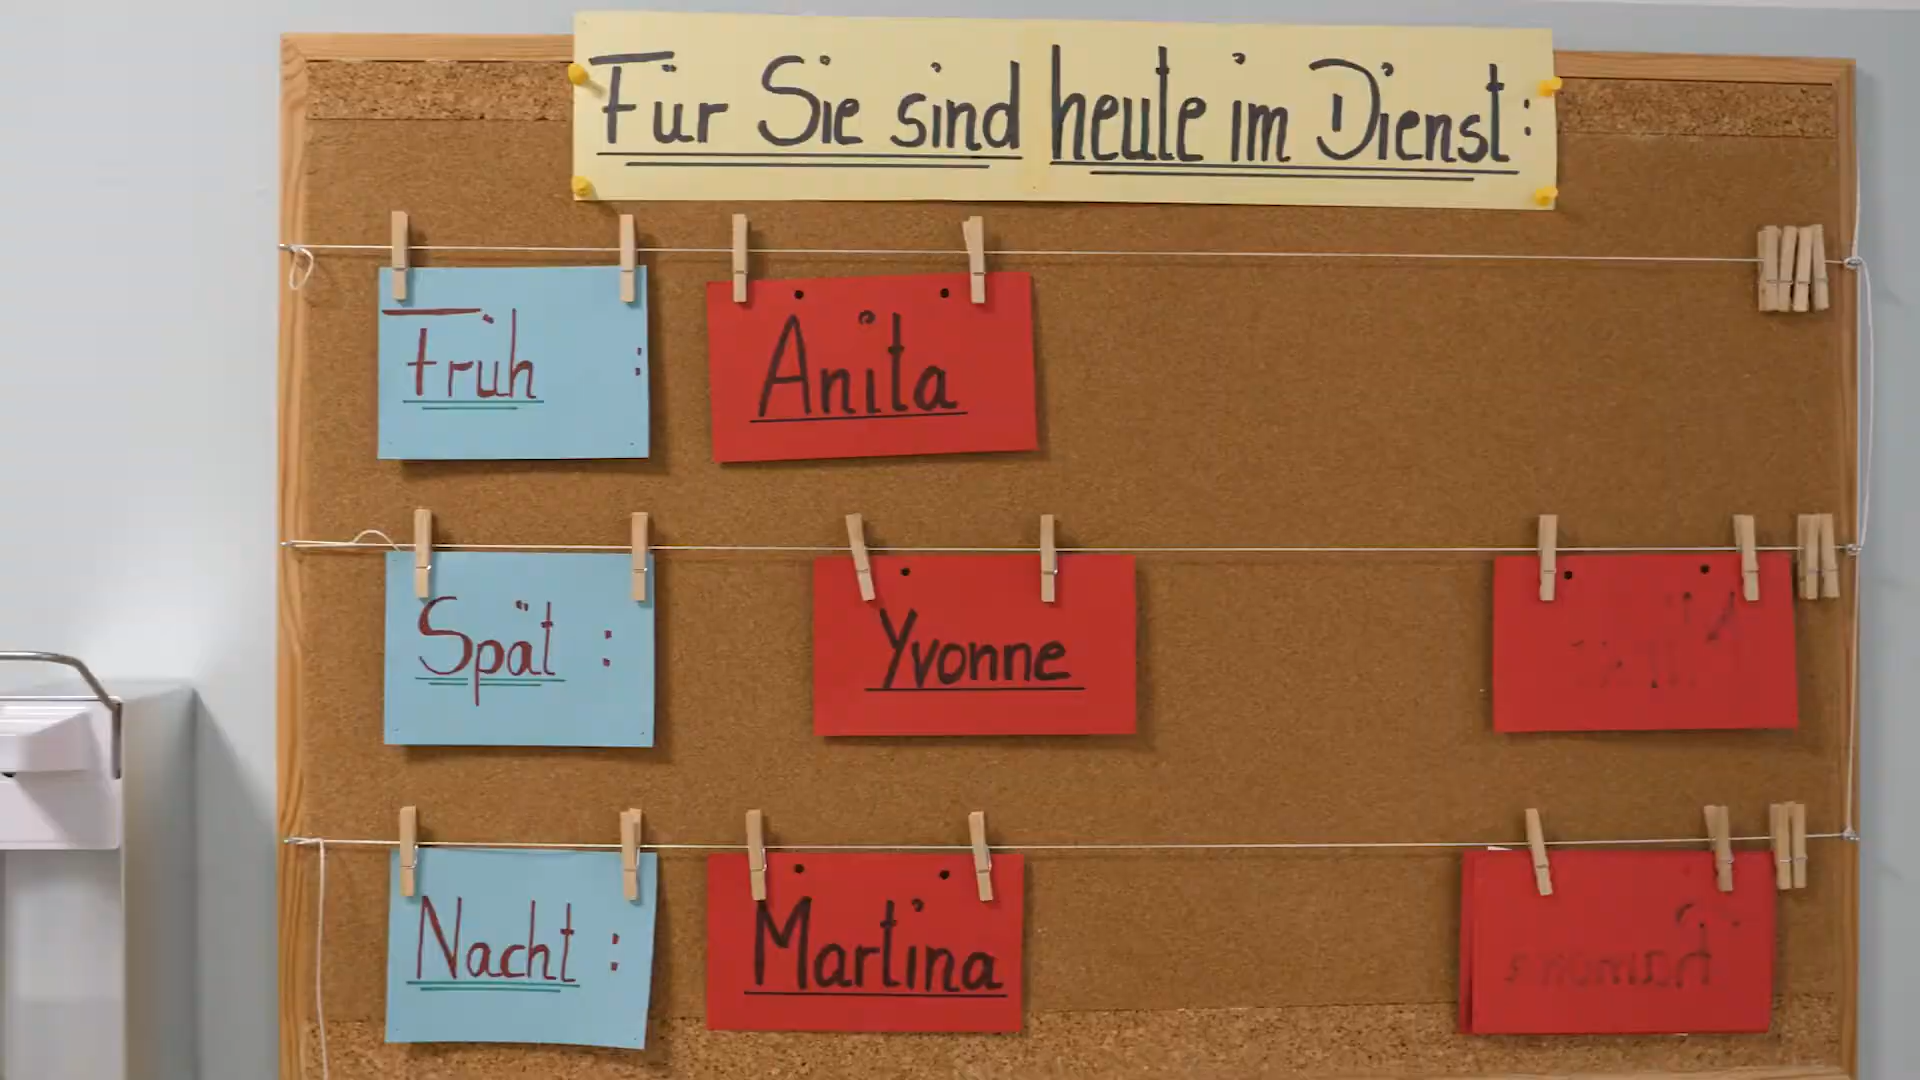 Für Sie sind heute im Dienst:
Früh :
Anita
Spät :
Yvonne
Nacht :
Martina